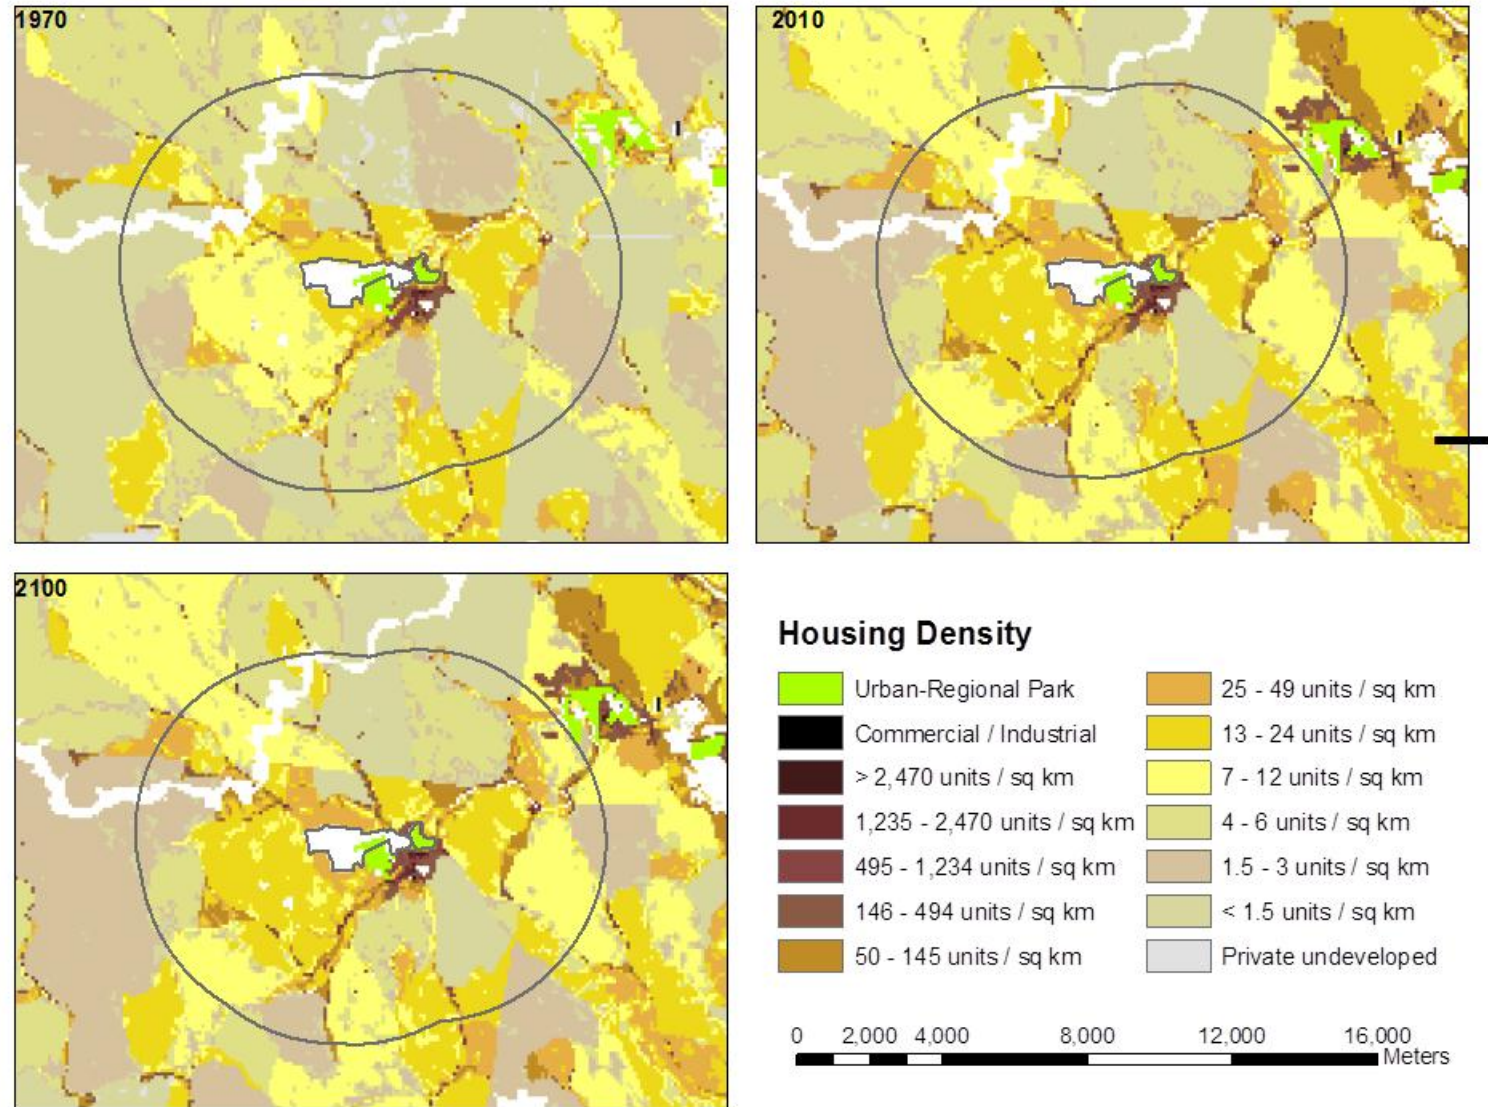 1970
2010
2100
Housing Density
Urban-Regional Park
Commercial / Industrial
> 2,470 units / sq km
1,235 - 2,470 units / sq km
495 - 1,234 units / sq km
146 - 494 units / sq km
50 - 145 units / sq km
25 - 49 units / sq km
13 - 24 units / sq km
7 - 12 units / sq km
4 - 6 units / sq km
1.5 - 3 units / sq km
< 1.5 units / sq km
Private undeveloped
0 2,000 4,000 8,000 12,000 16,000
Meters